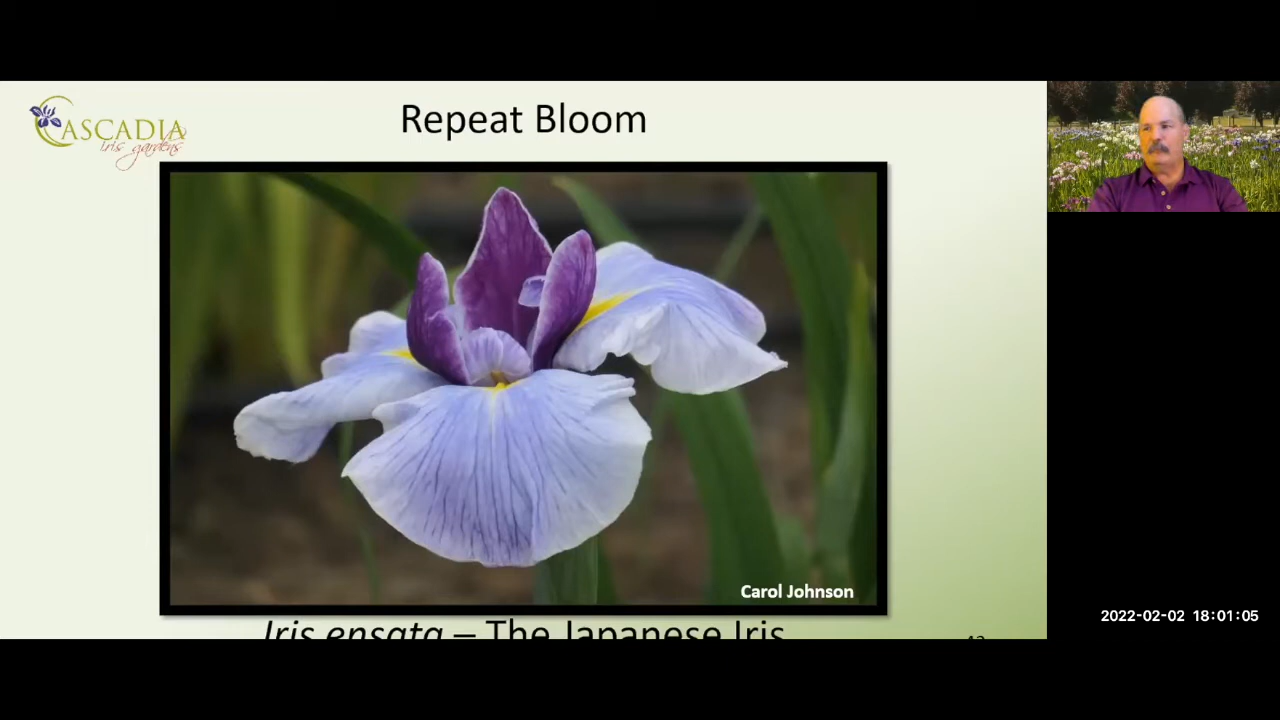 CASCADIA
iris gardens
Repeat Bloom
Carol Johnson
Iris ensata – The Japanese Iris
2022-02-02 18:01:05